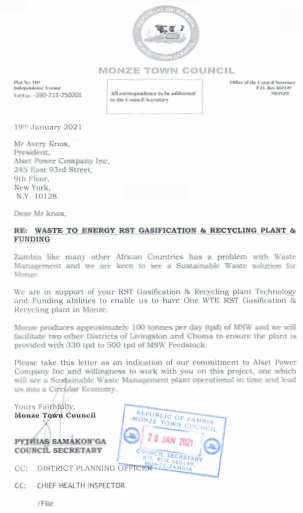 REPUBLIC OF ZAMBIA
MONZE TOWN COUNCIL
MONZE TOWN COUNCIL
Plot No. 101
Independence Avenue
Telefax: +260-211-250201
All correspondence to be addressed
to the Council Secretary
Office of the Council Secretary
MONZE
19th January 2021
Mr Avery Knox,
President,
Alset Power Company Inc,
245 East 93rd Street,
9th Floor,
New York,
N.Y. 10128
Dear Mr knox,
RE: WASTE TO ENERGY RST GASIFICATION & RECYCLING PLANT &
FUNDING
Zambia like many other African Countries has a problem with Waste
Management and we are keen to see a Sustainable Waste solution for
Monze.
We are in support of your RST Gasification & Recycling plant Technology
and Funding abilities to enable us to have One WTE RST Gasification &
Recycling plant in Monze.
Monze produces approximately 100 tonnes per day (tpd) of MSW and we will
facilitate two other Districts of Livingston and Choma to ensure the plant is
provided with 330 tpd to 500 tpd of MSW Feedstock.
Please take this letter as an indication of our commitment to Alset Power
Company Inc and willingness to work with you on this project, one which
will see a Sustainable Waste Management plant operational in time and lead
us into a Circular Economy.
Yours Faithfully,
Monze Town Council
PYTHIAS SAMAKON'GA
COUNCIL SECRETARY
REPUBLIC OF ZAMBIA
MONZE TOWN COUNCIL
20 JAN 2021
COUNCIL SECRETARY
P.O. BOX 660149,
MONZE-ZAMBIA
CC: DISTRICT PLANNING OFFICER
CC: CHIEF HEALTH INSPECTOR
/File